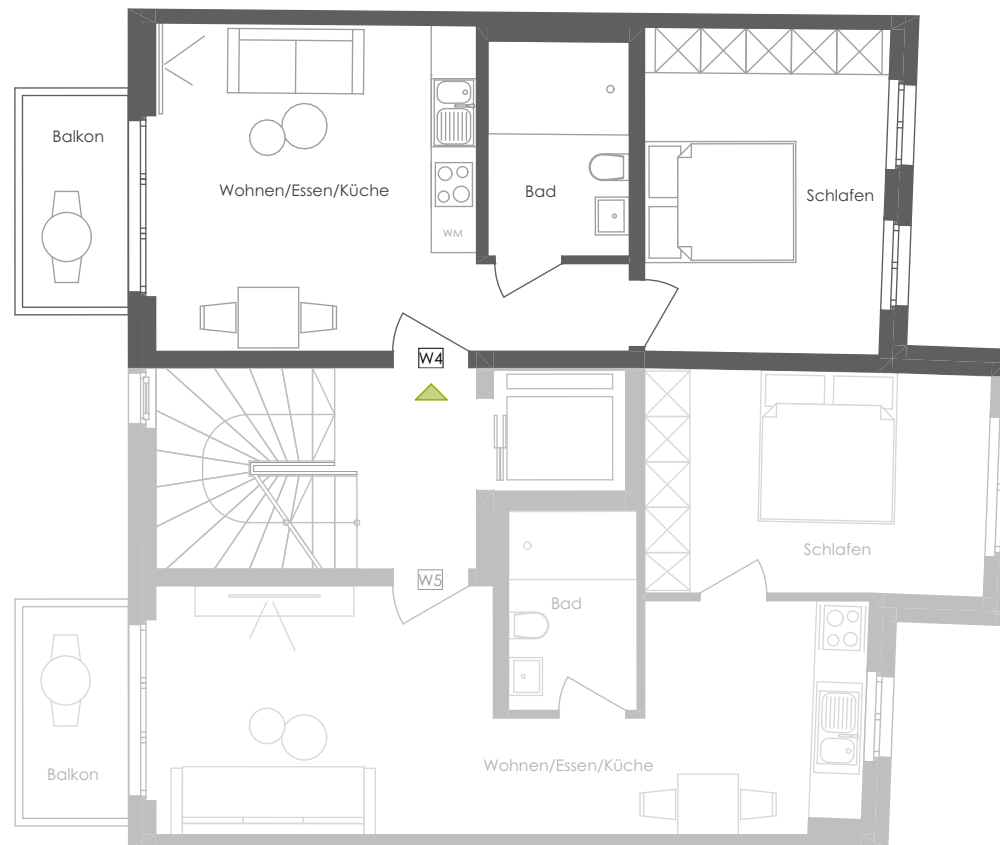 Balkon
Wohnen/Essen/Küche
Bad
Schlafen
WM
W4
Schlafen
W5
Bad
Wohnen/Essen/Küche
Balkon